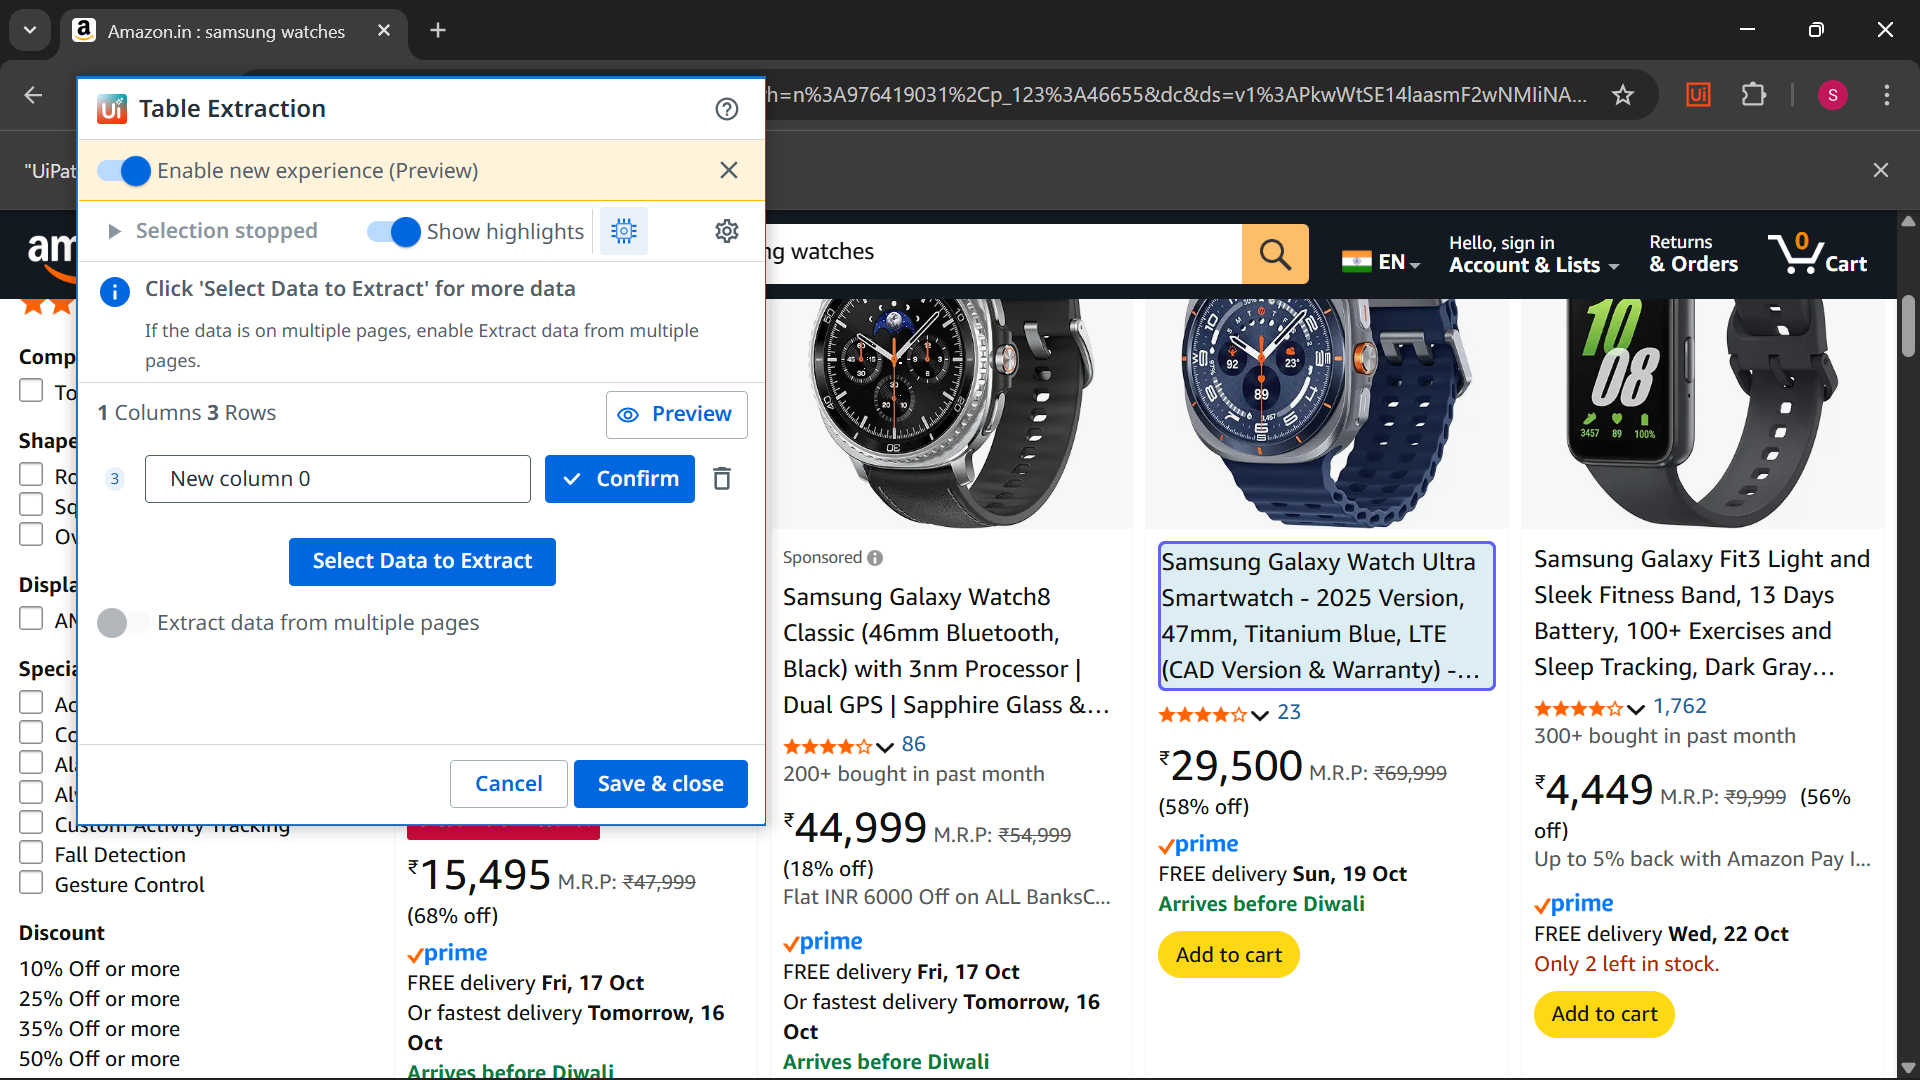 Amazon.in : samsung watches
h=n%3A976419031%2Cp_123%3A46655&dc&ds=v1%3APkwWtSE14laasmF2wNMIiNA...
Ui
S
"UiPat
Ui Table Extraction
Enable new experience (Preview)
Selection stopped
Show highlights
Click 'Select Data to Extract' for more data
If the data is on multiple pages, enable Extract data from multiple
pages.
1 Columns 3 Rows
Preview
3
New column 0
Confirm
Select Data to Extract
Extract data from multiple pages
Cancel
Save & close
am
ng watches
EN
Hello, sign in
Account & Lists
Returns
& Orders
0
Cart
Comp
To
Shape
Ro
Sq
Ov
Displa
AM
Specia
Ac
Co
Ala
Alw
Custom Activity Tracking
Fall Detection
Gesture Control
Discount
10% Off or more
25% Off or more
35% Off or more
50% Off or more
₹15,495 M.R.P: ₹47,999
(68% off)
prime
FREE delivery Fri, 17 Oct
Or fastest delivery Tomorrow, 16
Oct
Arrives before Diwali
Sponsored
Samsung Galaxy Watch8
Classic (46mm Bluetooth,
Black) with 3nm Processor |
Dual GPS | Sapphire Glass &...
86
200+ bought in past month
₹44,999 M.R.P: ₹54,999
(18% off)
Flat INR 6000 Off on ALL BanksC...
prime
FREE delivery Fri, 17 Oct
Or fastest delivery Tomorrow, 16
Oct
Arrives before Diwali
92
23°
89
Samsung Galaxy Watch Ultra
Smartwatch - 2025 Version,
47mm, Titanium Blue, LTE
(CAD Version & Warranty) -...
23
₹29,500 M.R.P: ₹69,999
(58% off)
prime
FREE delivery Sun, 19 Oct
Arrives before Diwali
Add to cart
10
08
3457 89 100%
Samsung Galaxy Fit3 Light and
Sleek Fitness Band, 13 Days
Battery, 100+ Exercises and
Sleep Tracking, Dark Gray...
1,762
300+ bought in past month
₹4,449 M.R.P: ₹9,999 (56%
off)
Up to 5% back with Amazon Pay I...
prime
FREE delivery Wed, 22 Oct
Only 2 left in stock.
Add to cart